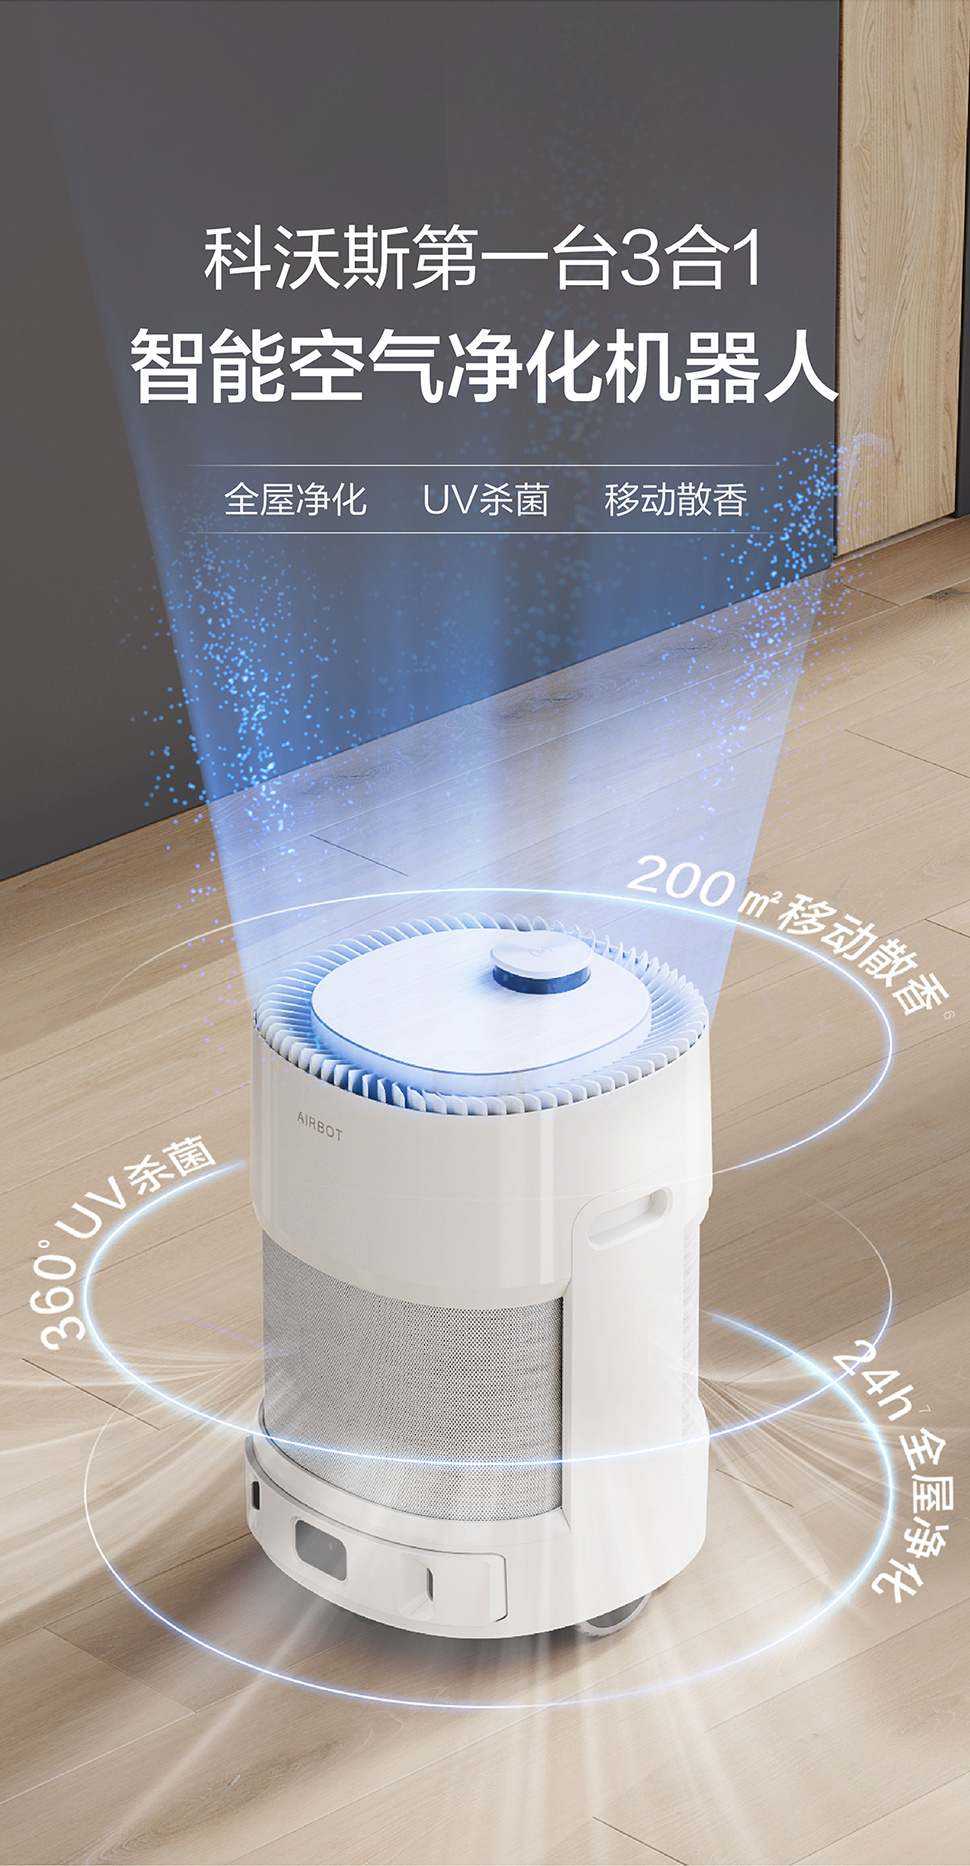 科沃斯第一台3合1
智能空气净化机器人
全屋净化 UV杀菌 移动散香
200㎡移动散香6
AIRBOT
360°UV杀菌
24h7全屋净化